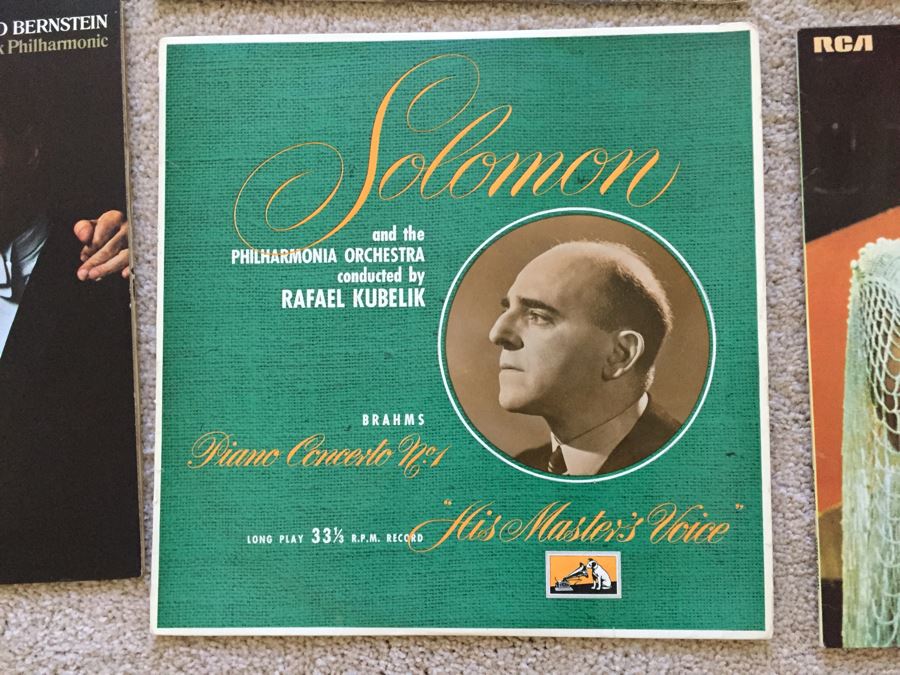 D BERNSTEIN
k Philharmonic
Solomon
and the
PHILHARMONIA ORCHESTRA
conducted by
RAFAEL KUBELIK
BRAHMS
Piano Concerto No. 1
"His Master's Voice"
LONG PLAY 33⅓ R.P.M. RECORD
RCA